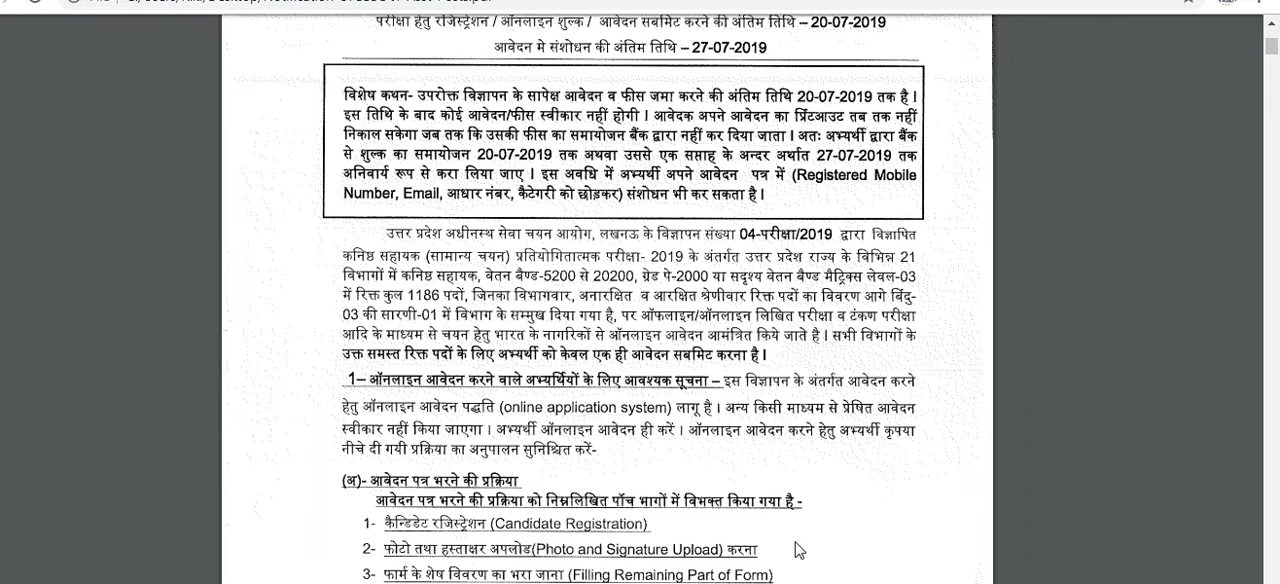 परीक्षा हेतु रजिस्ट्रेशन / ऑनलाइन शुल्क / आवेदन सबमिट करने की अंतिम तिथि – 20-07-2019
आवेदन मे संशोधन की अंतिम तिथि – 27-07-2019
विशेष कथन- उपरोक्त विज्ञापन के सापेक्ष आवेदन व फीस जमा करने की अंतिम तिथि 20-07-2019 तक है।
इस तिथि के बाद कोई आवेदन/फीस स्वीकार नहीं होगी। आवेदक अपने आवेदन का प्रिंटआउट तब तक नहीं
निकाल सकेगा जब तक कि उसकी फीस का समायोजन बैंक द्वारा नहीं कर दिया जाता। अतः अभ्यर्थी द्वारा बैंक
से शुल्क का समायोजन 20-07-2019 तक अथवा उससे एक सप्ताह के अन्दर अर्थात 27-07-2019 तक
अनिवार्य रूप से करा लिया जाए। इस अवधि में अभ्यर्थी अपने आवेदन पत्र में (Registered Mobile
Number, Email, आधार नंबर, कैटेगरी को छोड़कर) संशोधन भी कर सकता है।
उत्तर प्रदेश अधीनस्थ सेवा चयन आयोग, लखनऊ के विज्ञापन संख्या 04-परीक्षा/2019 द्वारा विज्ञापित
कनिष्ठ सहायक (सामान्य चयन) प्रतियोगितात्मक परीक्षा- 2019 के अंतर्गत उत्तर प्रदेश राज्य के विभिन्न 21
विभागों में कनिष्ठ सहायक, वेतन बैण्ड-5200 से 20200, ग्रेड पे-2000 या सदृश्य वेतन बैण्ड मैट्रिक्स लेवल-03
में रिक्त कुल 1186 पदों, जिनका विभागवार, अनारक्षित व आरक्षित श्रेणीवार रिक्त पदों का विवरण आगे बिंदु-
03 की सारणी-01 में विभाग के सम्मुख दिया गया है, पर ऑफलाइन/ऑनलाइन लिखित परीक्षा व टंकण परीक्षा
आदि के माध्यम से चयन हेतु भारत के नागरिकों से ऑनलाइन आवेदन आमंत्रित किये जाते है। सभी विभागों के
उक्त समस्त रिक्त पदों के लिए अभ्यर्थी को केवल एक ही आवेदन सबमिट करना है।
1– ऑनलाइन आवेदन करने वाले अभ्यर्थियों के लिए आवश्यक सूचना – इस विज्ञापन के अंतर्गत आवेदन करने
हेतु ऑनलाइन आवेदन पद्धति (online application system) लागू है। अन्य किसी माध्यम से प्रेषित आवेदन
स्वीकार नहीं किया जाएगा। अभ्यर्थी ऑनलाइन आवेदन ही करें। ऑनलाइन आवेदन करने हेतु अभ्यर्थी कृपया
नीचे दी गयी प्रक्रिया का अनुपालन सुनिश्चित करें-
(अ)- आवेदन पत्र भरने की प्रक्रिया
आवेदन पत्र भरने की प्रक्रिया को निम्नलिखित पॉच भागों में विभक्त किया गया है -
1- कैन्डिडेट रजिस्ट्रेशन (Candidate Registration)
2- फोटो तथा हस्ताक्षर अपलोड(Photo and Signature Upload) करना
3- फार्म के शेष विवरण का भरा जाना (Filling Remaining Part of Form)